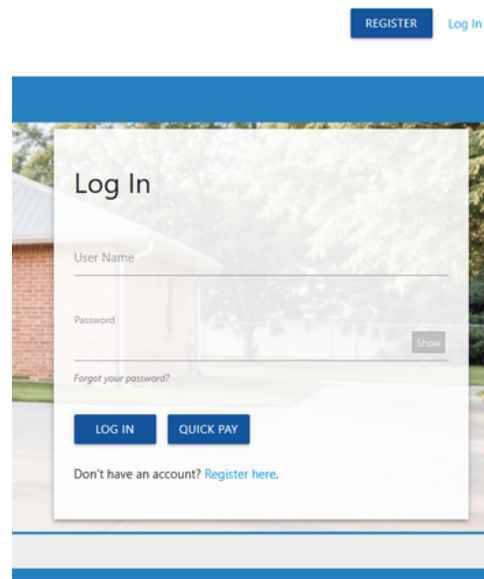 REGISTER Log In
Log In
User Name
Password
Show
Forgot your password?
LOG IN QUICK PAY
Don't have an account? Register here.